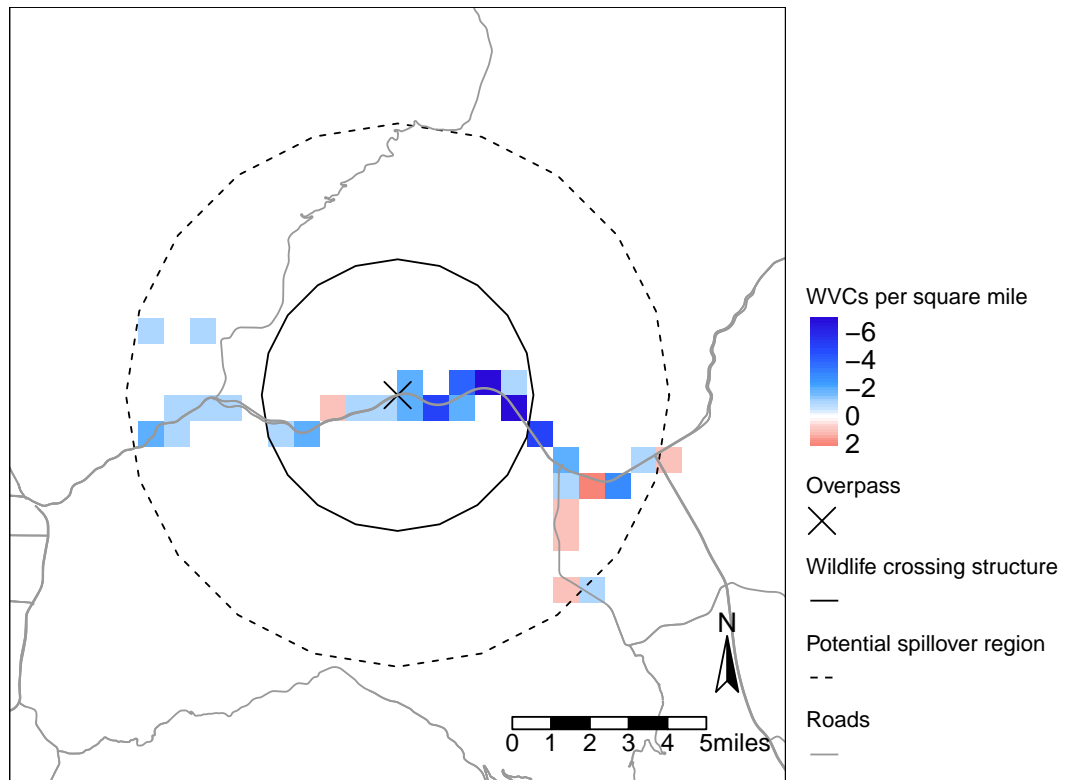 WVCs per square mile
−6
−4
−2
0
2
Overpass
Wildlife crossing structure
Potential spillover region
Roads
N
0 1 2 3 4 5miles